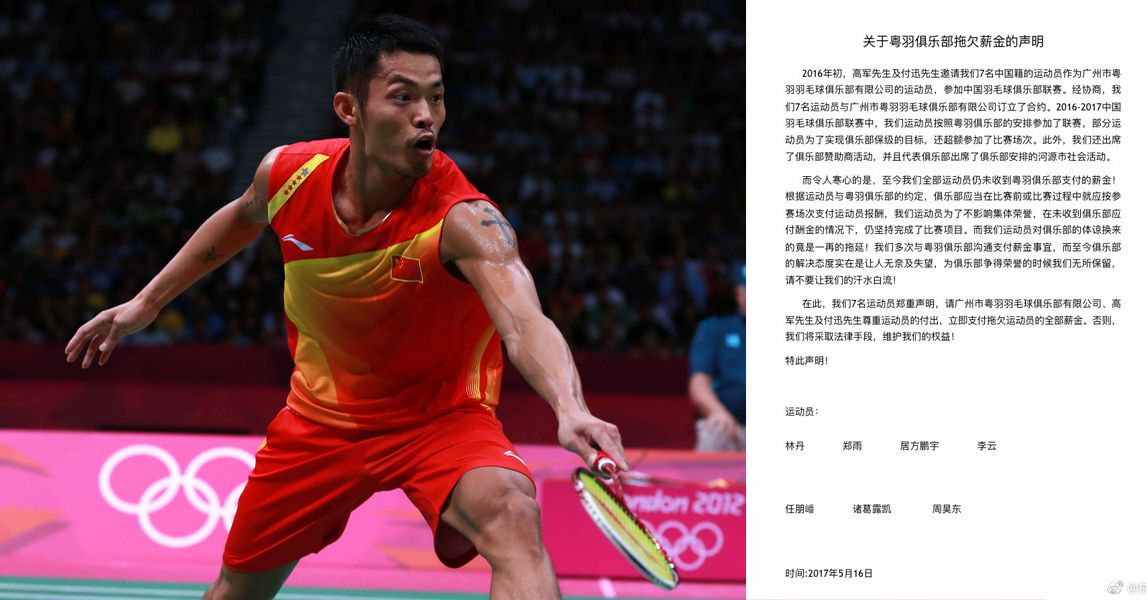 London 2012
关于粤羽俱乐部拖欠薪金的声明
2016年初，高军先生及付迅先生邀请我们7名中国籍的运动员作为广州市粤
羽羽毛球俱乐部有限公司的运动员，参加中国羽毛球俱乐部联赛。经协商，我
们7名运动员与广州市粤羽羽毛球俱乐部有限公司订立了合约。2016-2017中国
羽毛球俱乐部联赛中，我们运动员按照粤羽俱乐部的安排参加了联赛，部分运
动员为了实现俱乐部保级的目标，还超额参加了比赛场次。此外，我们还出席
了俱乐部赞助商活动，并且代表俱乐部出席了俱乐部安排的河源市社会活动。
而令人寒心的是，至今我们全部运动员仍未收到粤羽俱乐部支付的薪金！
根据运动员与粤羽俱乐部的约定，俱乐部应当在比赛前或比赛过程中就应按参
赛场次支付运动员报酬，我们运动员为了不影响集体荣誉，在未收到俱乐部应
付酬金的情况下，仍坚持完成了比赛项目。而我们运动员对俱乐部的体谅换来
的竟是一再的拖延！我们多次与粤羽俱乐部沟通支付薪金事宜，而至今俱乐部
的解决态度实在是让人无奈及失望，为俱乐部争得荣誉的时候我们无所保留，
请不要让我们的汗水白流！
在此，我们7名运动员郑重声明，请广州市粤羽羽毛球俱乐部有限公司、高
军先生及付迅先生尊重运动员的付出，立即支付拖欠运动员的全部薪金。否则，
我们将采取法律手段，维护我们的权益！
特此声明！
运动员：
林丹 郑雨 居方鹏宇 李云
任朋嶓 诸葛露凯 周昊东
时间:2017年5月16日